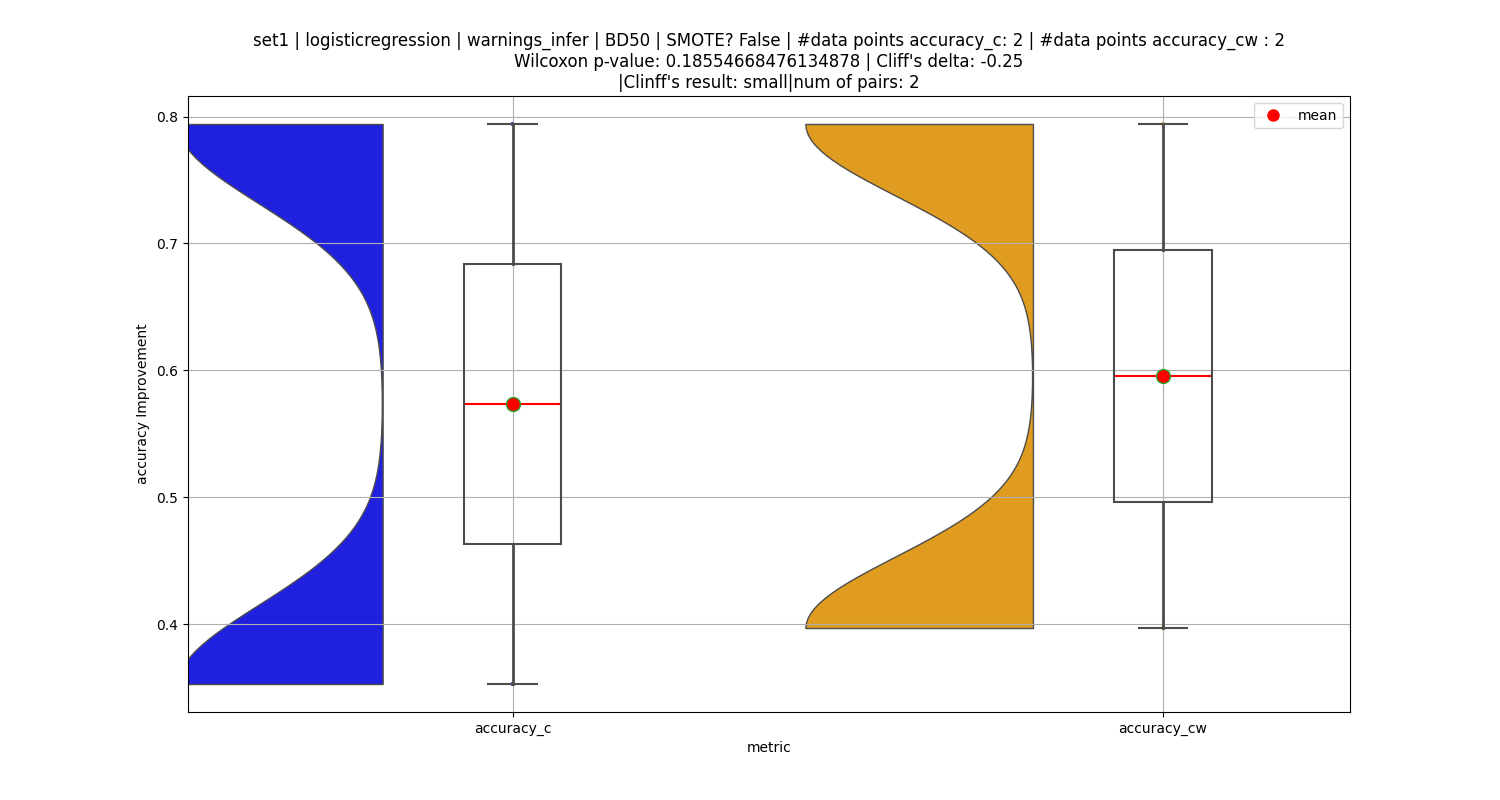 set1 | logisticregression | warnings_infer | BD50 | SMOTE? False | #data points accuracy_c: 2 | #data points accuracy_cw : 2
Wilcoxon p-value: 0.18554668476134878 | Cliff's delta: -0.25
|Clinff's result: small|num of pairs: 2
mean
0.8
0.7
0.6
0.5
0.4
accuracy Improvement
accuracy_c
accuracy_cw
metric